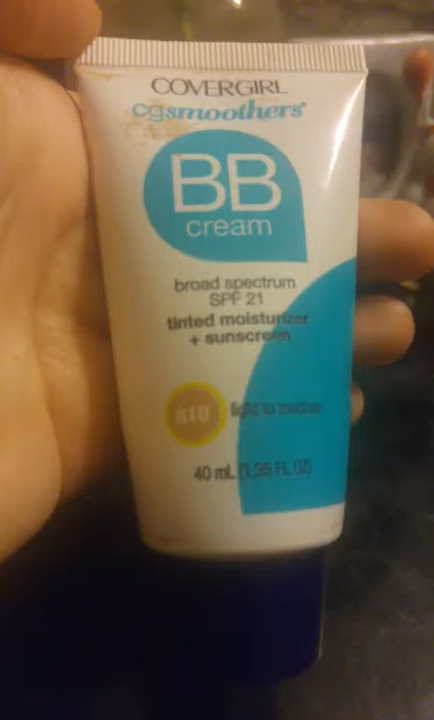 COVERGIRL
cgsmoothers
BB
cream
broad spectrum
SPF 21
tinted moisturizer
+ sunscreen
810 light to medium
40 mL (1.35 FL OZ)